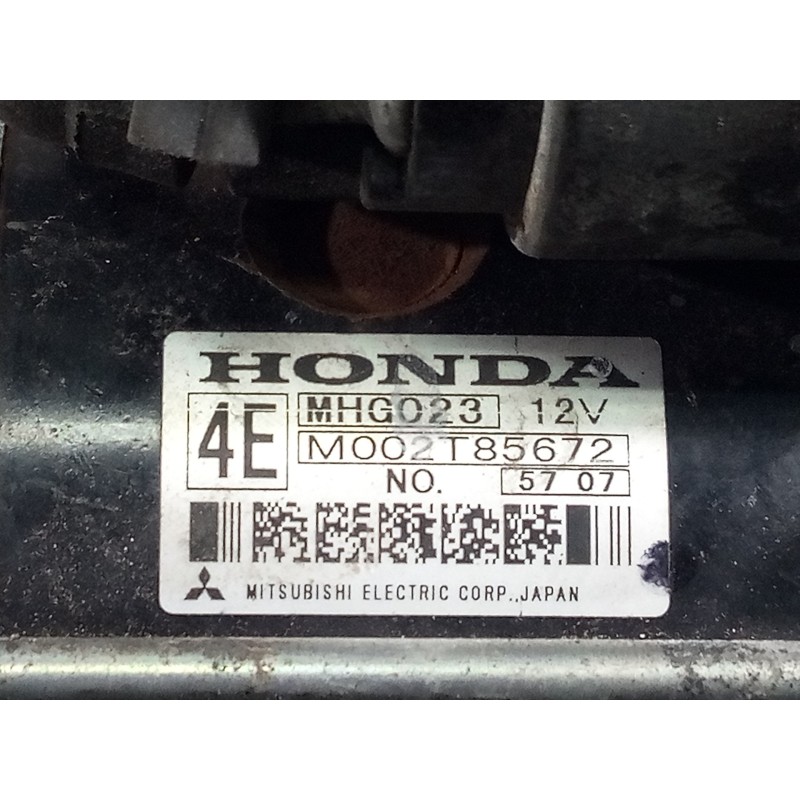 HONDA
4E MHG023 12V
M002T85672
NO. 57 07
MITSUBISHI ELECTRIC CORP., JAPAN